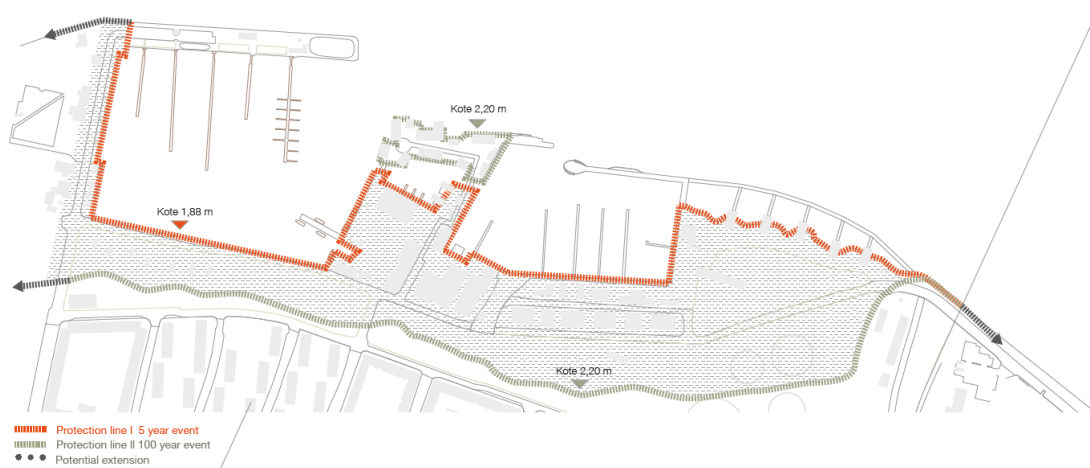 Kote 2,20 m
Kote 1,88 m
Kote 2,20 m
Protection line I 5 year event
Protection line II 100 year event
Potential extension